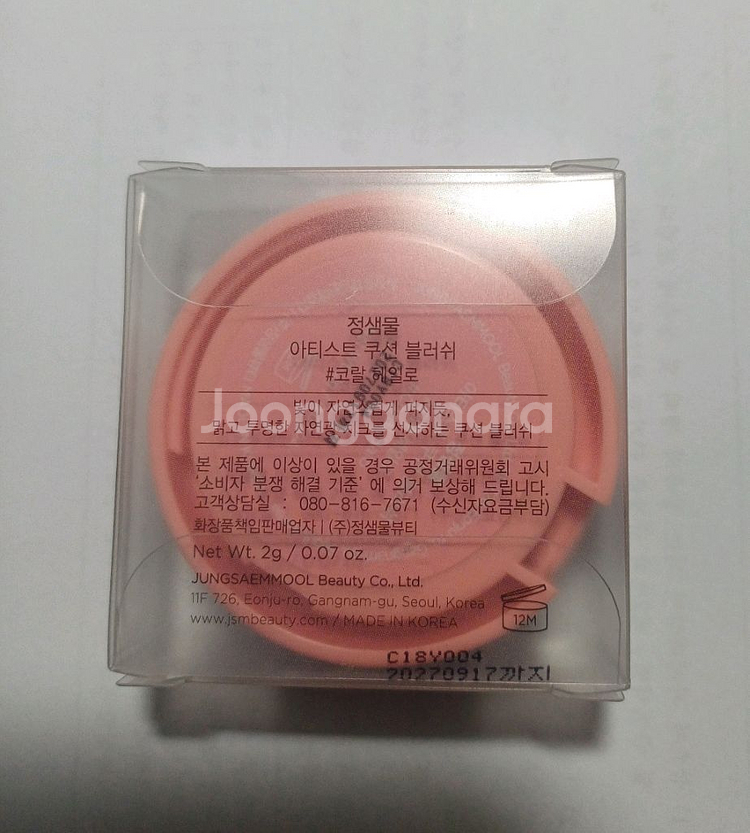 정샘물
아티스트 쿠션 블러쉬
#코랄 헤일로
빛이 자연스럽게 퍼지듯,
맑고 투명한 자연광 치크를 선사하는 쿠션 블러쉬
Joonggonara
본 제품에 이상이 있을 경우 공정거래위원회 고시
'소비자 분쟁 해결 기준' 에 의거 보상해 드립니다.
고객상담실 : 080-816-7671 (수신자요금부담)
화장품책임판매업자 | (주)정샘물뷰티
Net Wt. 2g / 0.07 oz.
JUNGSAEMMOOL Beauty Co., Ltd.
11F 726, Eonju-ro, Gangnam-gu, Seoul, Korea
www.jsmbeauty.com / MADE IN KOREA
12M
C18Y004
20270917까지